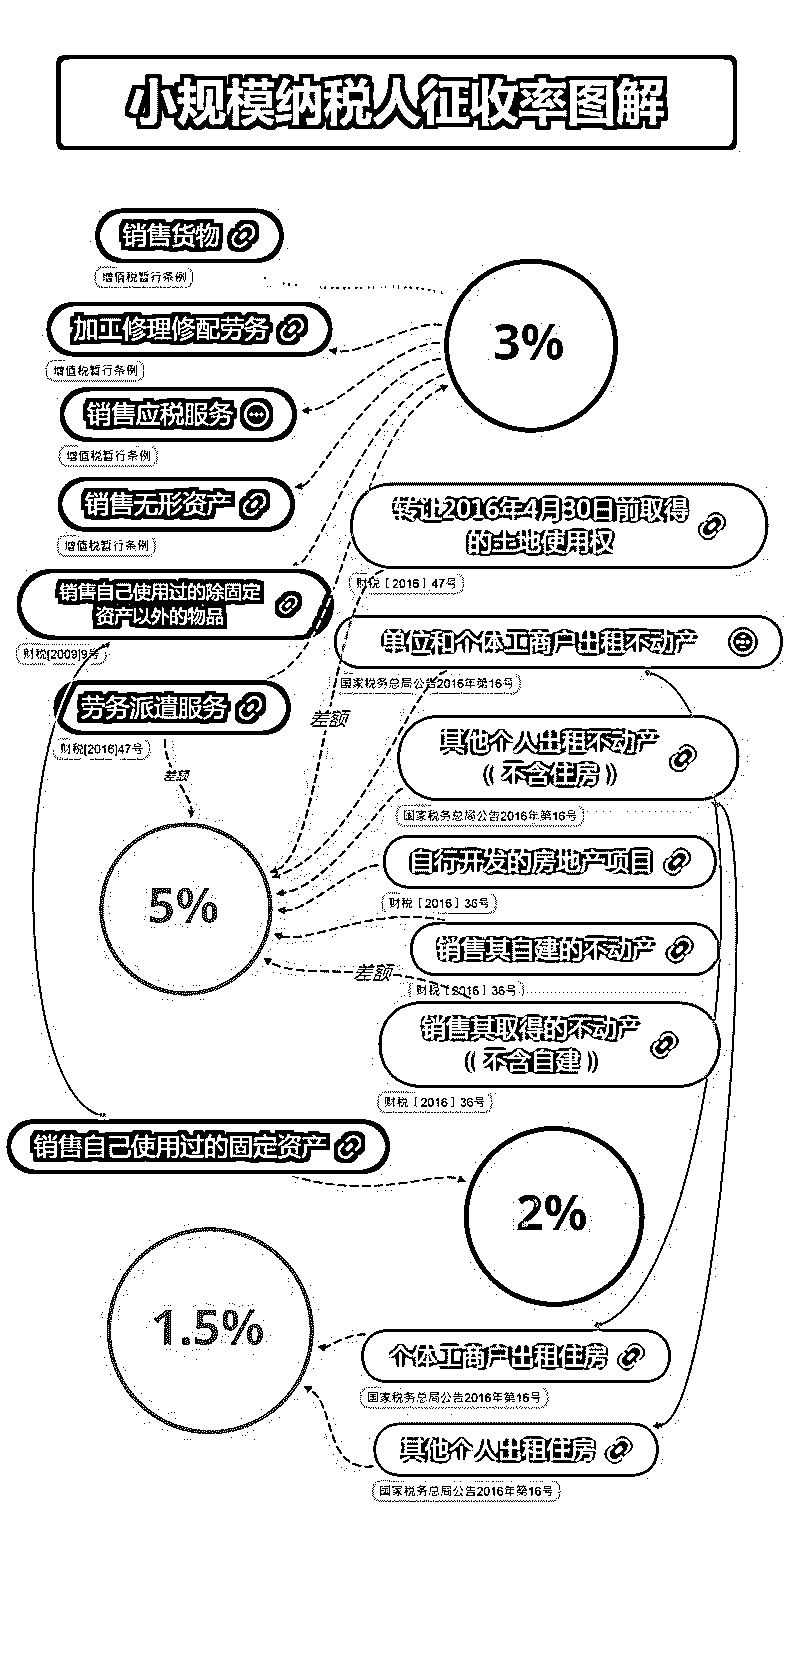 小规模纳税人征收率图解
销售货物
增值税暂行条例
3%
加工修理修配劳务
增值税暂行条例
销售应税服务
增值税暂行条例
销售无形资产
增值税暂行条例
转让2016年4月30日前取得
的土地使用权
财税［2016］47号
销售自己使用过的除固定
资产以外的物品
财税[2009]9号
单位和个体工商户出租不动产
国家税务总局公告2016年第16号
劳务派遣服务
财税[2016]47号
差额
差额
其他个人出租不动产
（（不含住房））
国家税务总局公告2016年第16号
5%
自行开发的房地产项目
财税［2016］36号
销售其自建的不动产
财税［2016］36号
差额
销售其取得的不动产
（（不含自建））
财税［2016］36号
销售自己使用过的固定资产
2%
1.5%
个体工商户出租住房
国家税务总局公告2016年第16号
其他个人出租住房
国家税务总局公告2016年第16号